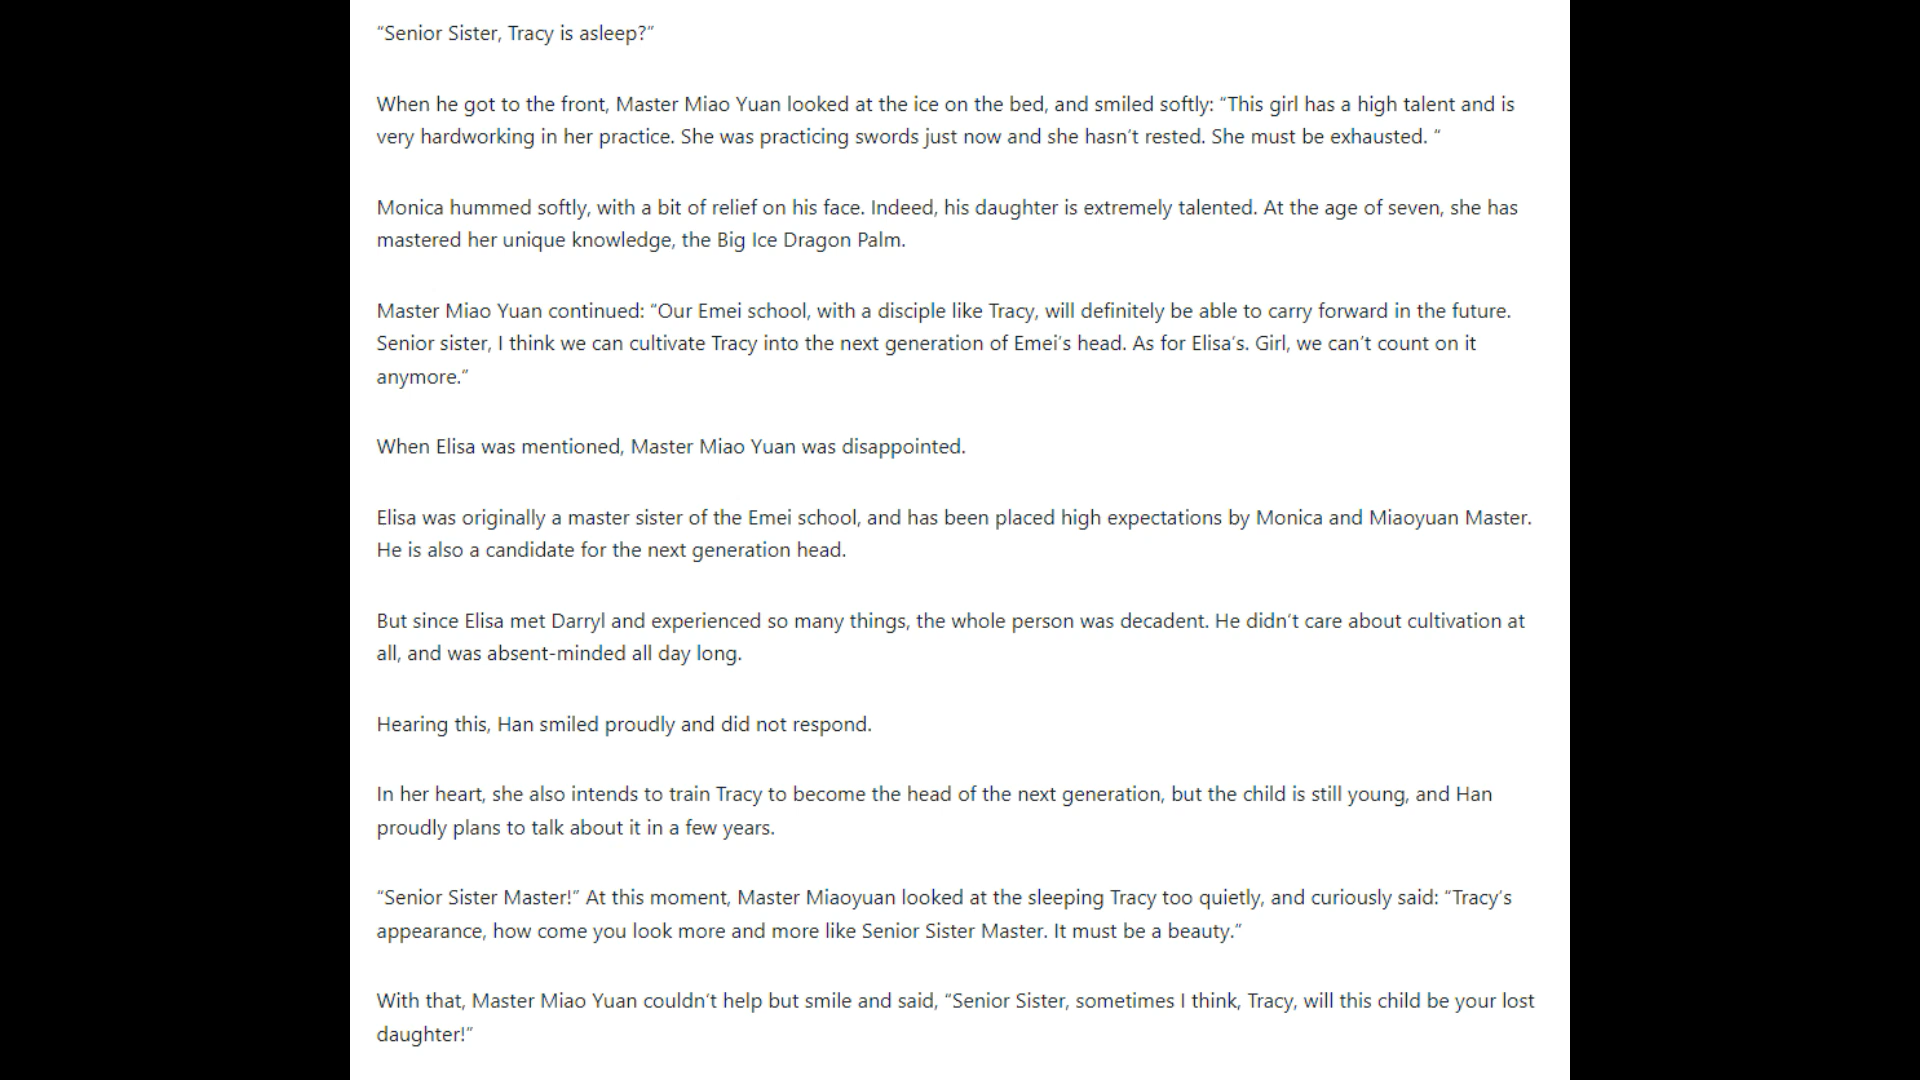 “Senior Sister, Tracy is asleep?”
When he got to the front, Master Miao Yuan looked at the ice on the bed, and smiled softly: “This girl has a high talent and is
very hardworking in her practice. She was practicing swords just now and she hasn’t rested. She must be exhausted. “
Monica hummed softly, with a bit of relief on his face. Indeed, his daughter is extremely talented. At the age of seven, she has
mastered her unique knowledge, the Big Ice Dragon Palm.
Master Miao Yuan continued: “Our Emei school, with a disciple like Tracy, will definitely be able to carry forward in the future.
Senior sister, I think we can cultivate Tracy into the next generation of Emei’s head. As for Elisa’s. Girl, we can’t count on it
anymore.”
When Elisa was mentioned, Master Miao Yuan was disappointed.
Elisa was originally a master sister of the Emei school, and has been placed high expectations by Monica and Miaoyuan Master.
He is also a candidate for the next generation head.
But since Elisa met Darryl and experienced so many things, the whole person was decadent. He didn’t care about cultivation at
all, and was absent-minded all day long.
Hearing this, Han smiled proudly and did not respond.
In her heart, she also intends to train Tracy to become the head of the next generation, but the child is still young, and Han
proudly plans to talk about it in a few years.
“Senior Sister Master!” At this moment, Master Miaoyuan looked at the sleeping Tracy too quietly, and curiously said: “Tracy’s
appearance, how come you look more and more like Senior Sister Master. It must be a beauty.”
With that, Master Miao Yuan couldn’t help but smile and said, “Senior Sister, sometimes I think, Tracy, will this child be your lost
daughter!”